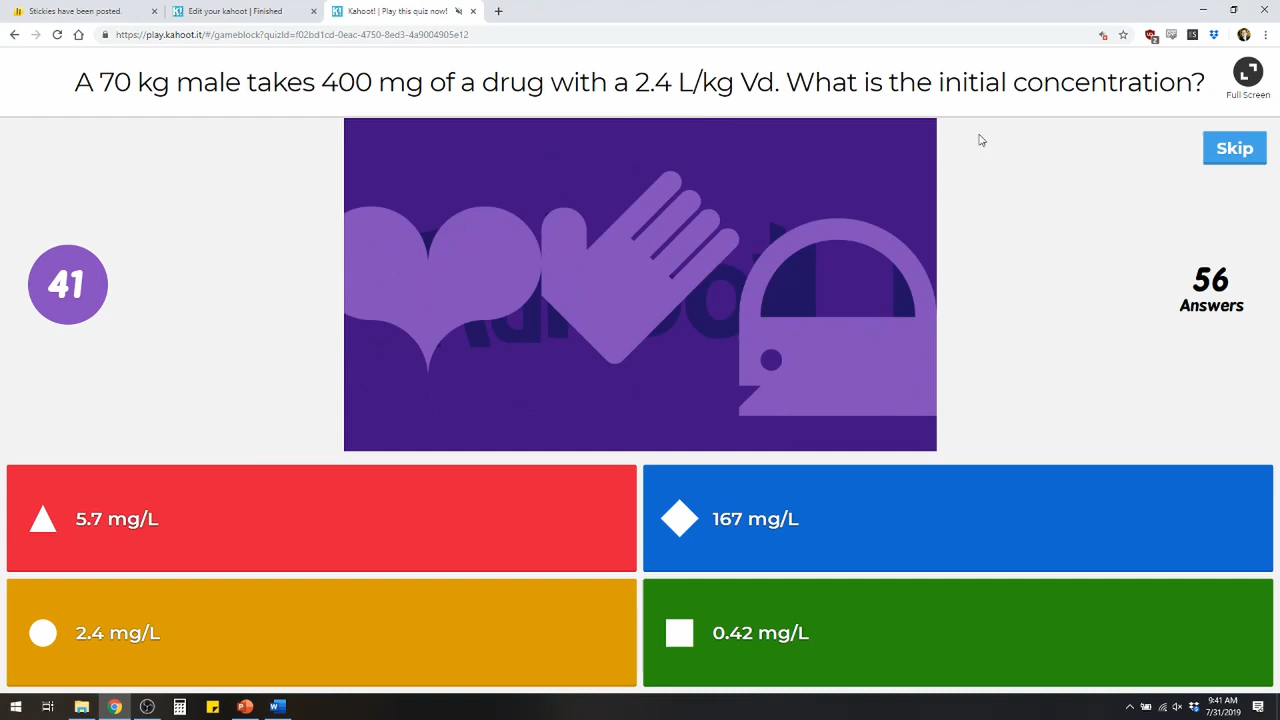 Stickies have been posted.
Edit your kahoot | Finished
Kahoot! | Play this quiz now!
https://play.kahoot.it/#/gameblock?quizId=f02bd1cd-0eac-4750-8ed3-4a9004905e12
A 70 kg male takes 400 mg of a drug with a 2.4 L/kg Vd. What is the initial concentration?
Full Screen
Skip
41
56
Answers
5.7 mg/L
167 mg/L
2.4 mg/L
0.42 mg/L
9:41 AM
7/31/2019